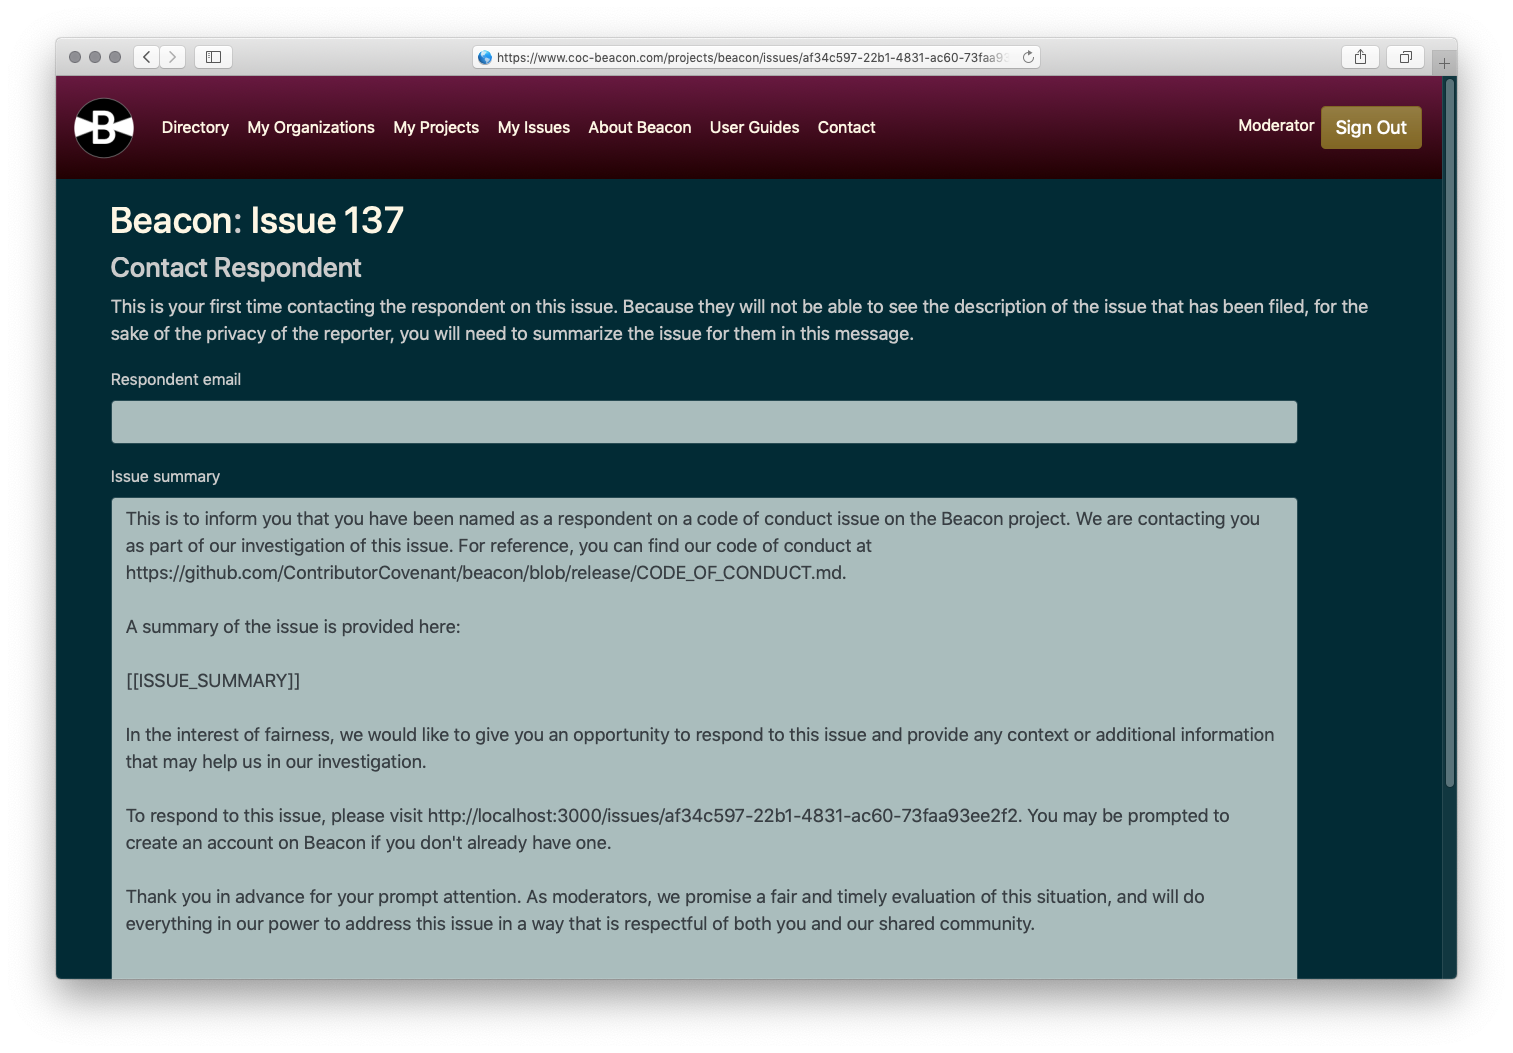 https://www.coc-beacon.com/projects/beacon/issues/af34c597-22b1-4831-ac60-73faa93
B
Directory My Organizations My Projects My Issues About Beacon User Guides Contact Moderator Sign Out
Beacon: Issue 137
Contact Respondent
This is your first time contacting the respondent on this issue. Because they will not be able to see the description of the issue that has been filed, for the
sake of the privacy of the reporter, you will need to summarize the issue for them in this message.
Respondent email
Issue summary
This is to inform you that you have been named as a respondent on a code of conduct issue on the Beacon project. We are contacting you
as part of our investigation of this issue. For reference, you can find our code of conduct at
https://github.com/ContributorCovenant/beacon/blob/release/CODE_OF_CONDUCT.md.
A summary of the issue is provided here:
[[ISSUE_SUMMARY]]
In the interest of fairness, we would like to give you an opportunity to respond to this issue and provide any context or additional information
that may help us in our investigation.
To respond to this issue, please visit http://localhost:3000/issues/af34c597-22b1-4831-ac60-73faa93ee2f2. You may be prompted to
create an account on Beacon if you don't already have one.
Thank you in advance for your prompt attention. As moderators, we promise a fair and timely evaluation of this situation, and will do
everything in our power to address this issue in a way that is respectful of both you and our shared community.